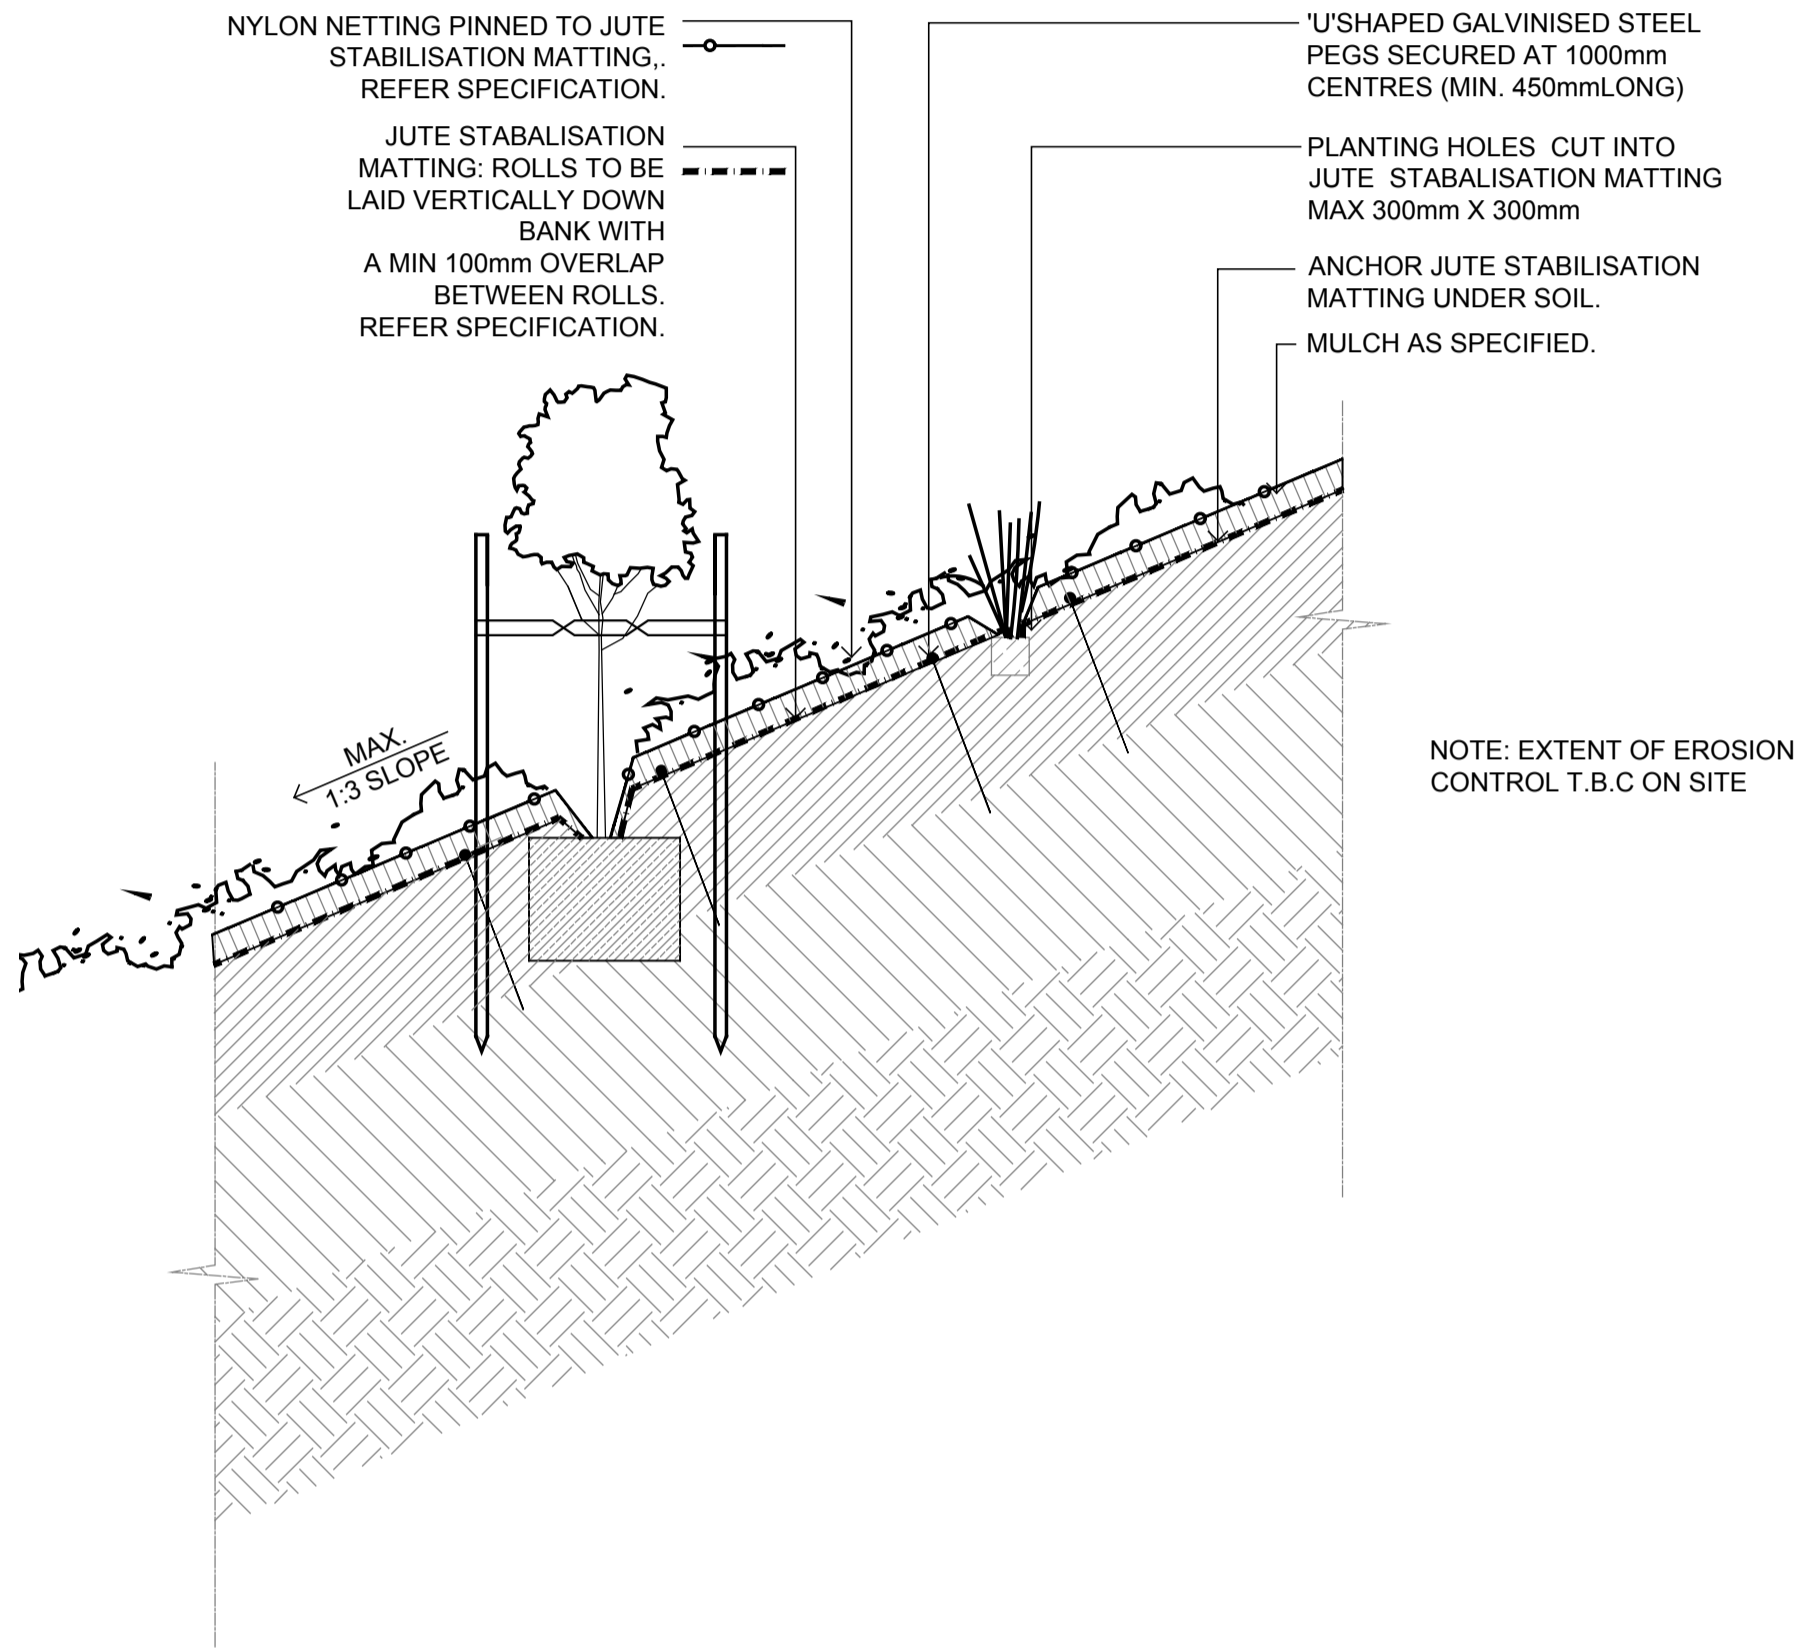 NYLON NETTING PINNED TO JUTE
STABILISATION MATTING,.
REFER SPECIFICATION.
JUTE STABALISATION
MATTING: ROLLS TO BE
LAID VERTICALLY DOWN
BANK WITH
A MIN 100mm OVERLAP
BETWEEN ROLLS.
REFER SPECIFICATION.
'U'SHAPED GALVINISED STEEL
PEGS SECURED AT 1000mm
CENTRES (MIN. 450mmLONG)
PLANTING HOLES CUT INTO
JUTE STABALISATION MATTING
MAX 300mm X 300mm
ANCHOR JUTE STABILISATION
MATTING UNDER SOIL.
MULCH AS SPECIFIED.
MAX.
1:3 SLOPE
NOTE: EXTENT OF EROSION
CONTROL T.B.C ON SITE